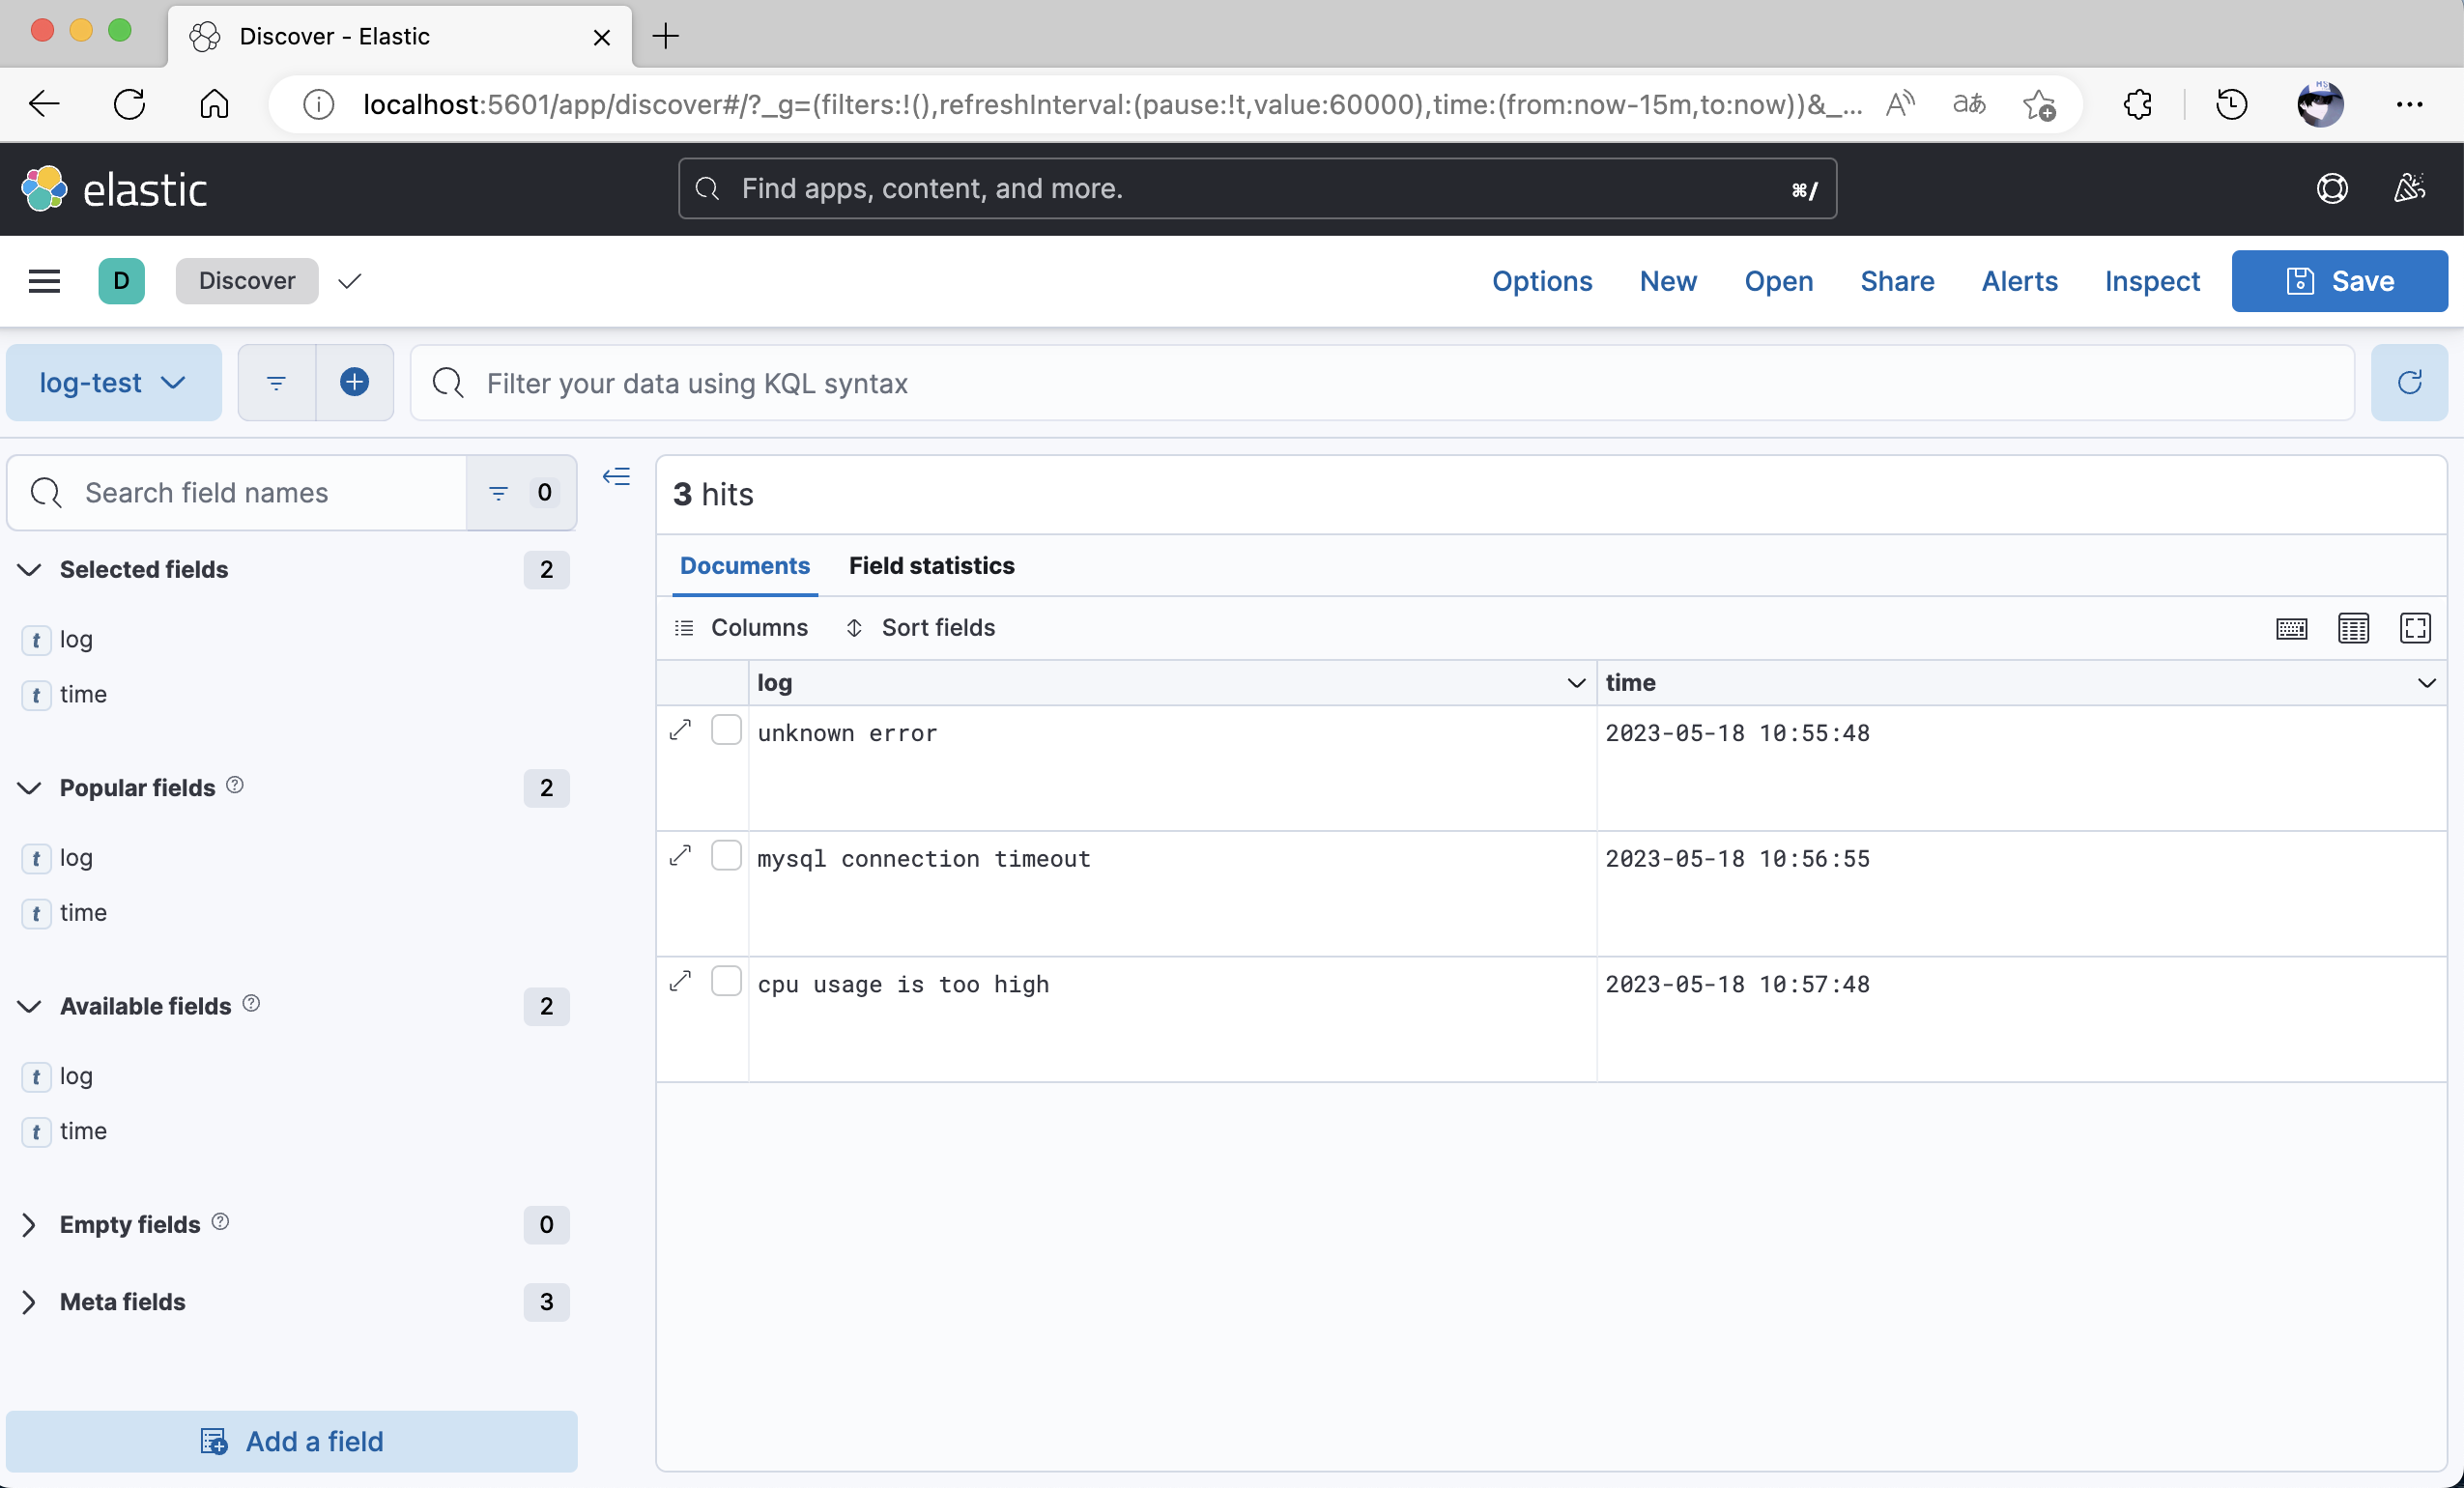 Discover - Elastic
localhost:5601/app/discover#/?_g=(filters:!(),refreshInterval:(pause:!t,value:60000),time:(from:now-15m,to:now))&_...
aあ
elastic
Find apps, content, and more.
⌘/
D
Discover
Options
New
Open
Share
Alerts
Inspect
Save
log-test
Filter your data using KQL syntax
Search field names
0
3 hits
Selected fields
2
t log
t time
Popular fields
2
t log
t time
Available fields
2
t log
t time
Empty fields
0
Meta fields
3
Add a field
Documents
Field statistics
Columns
Sort fields
log
time
unknown error
2023-05-18 10:55:48
mysql connection timeout
2023-05-18 10:56:55
cpu usage is too high
2023-05-18 10:57:48